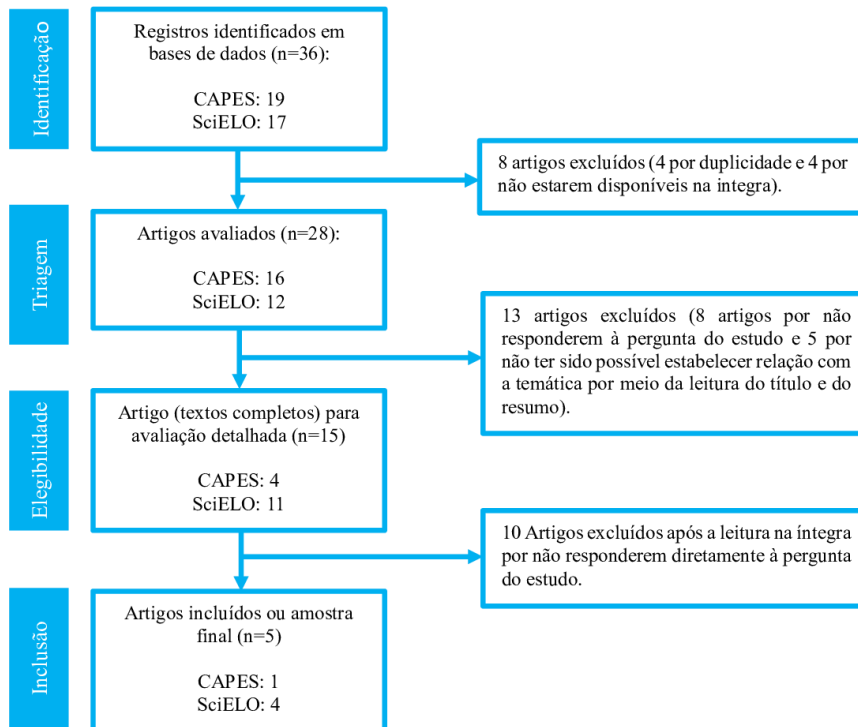 Identificação
Registros identificados em
bases de dados (n=36):
CAPES: 19
SciELO: 17
8 artigos excluídos (4 por duplicidade e 4 por
não estarem disponíveis na integra).
Triagem
Artigos avaliados (n=28):
CAPES: 16
SciELO: 12
13 artigos excluídos (8 artigos por não
responderem à pergunta do estudo e 5 por
não ter sido possível estabelecer relação com
a temática por meio da leitura do título e do
resumo).
Elegibilidade
Artigo (textos completos) para
avaliação detalhada (n=15)
CAPES: 4
SciELO: 11
10 Artigos excluídos após a leitura na íntegra
por não responderem diretamente à pergunta
do estudo.
Inclusão
Artigos incluídos ou amostra
final (n=5)
CAPES: 1
SciELO: 4